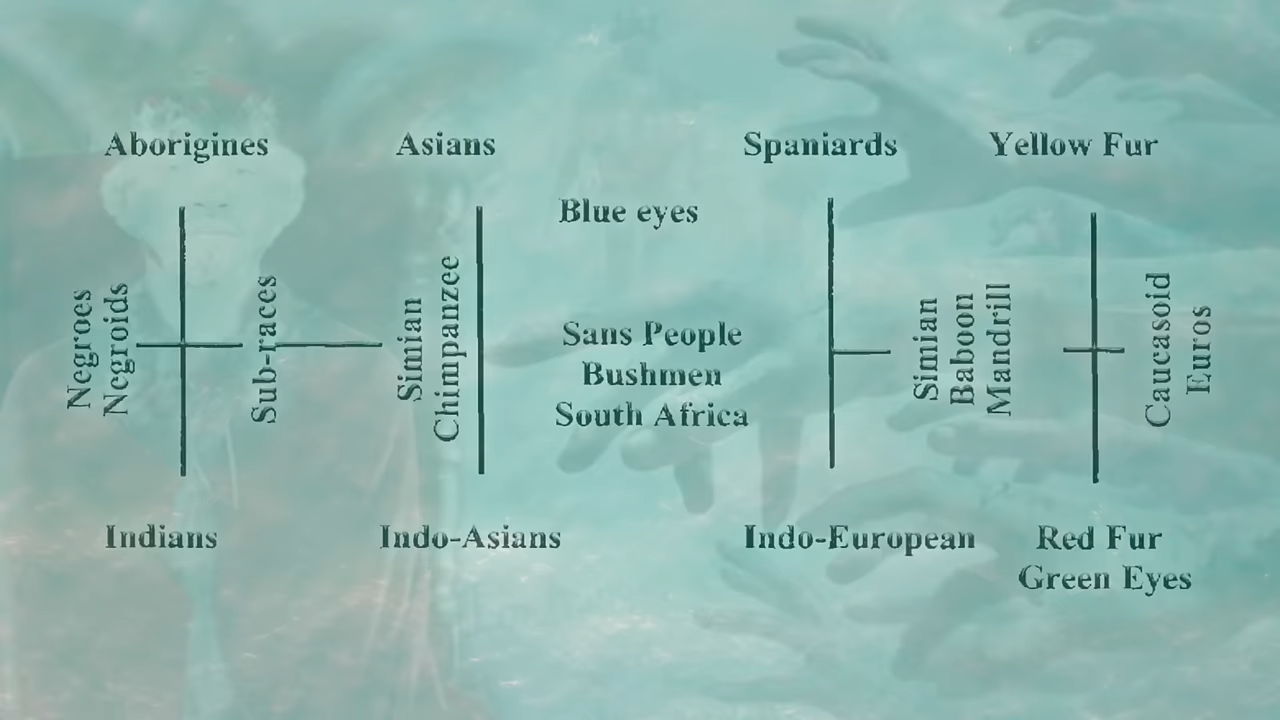 Aborigines
Asians
Spaniards
Yellow Fur
Blue eyes
Negroes
Negroids
Sub-races
Simian
Chimpanzee
Sans People
Bushmen
South Africa
Simian
Baboon
Mandrill
Caucasoid
Euros
Indians
Indo-Asians
Indo-European
Red Fur
Green Eyes